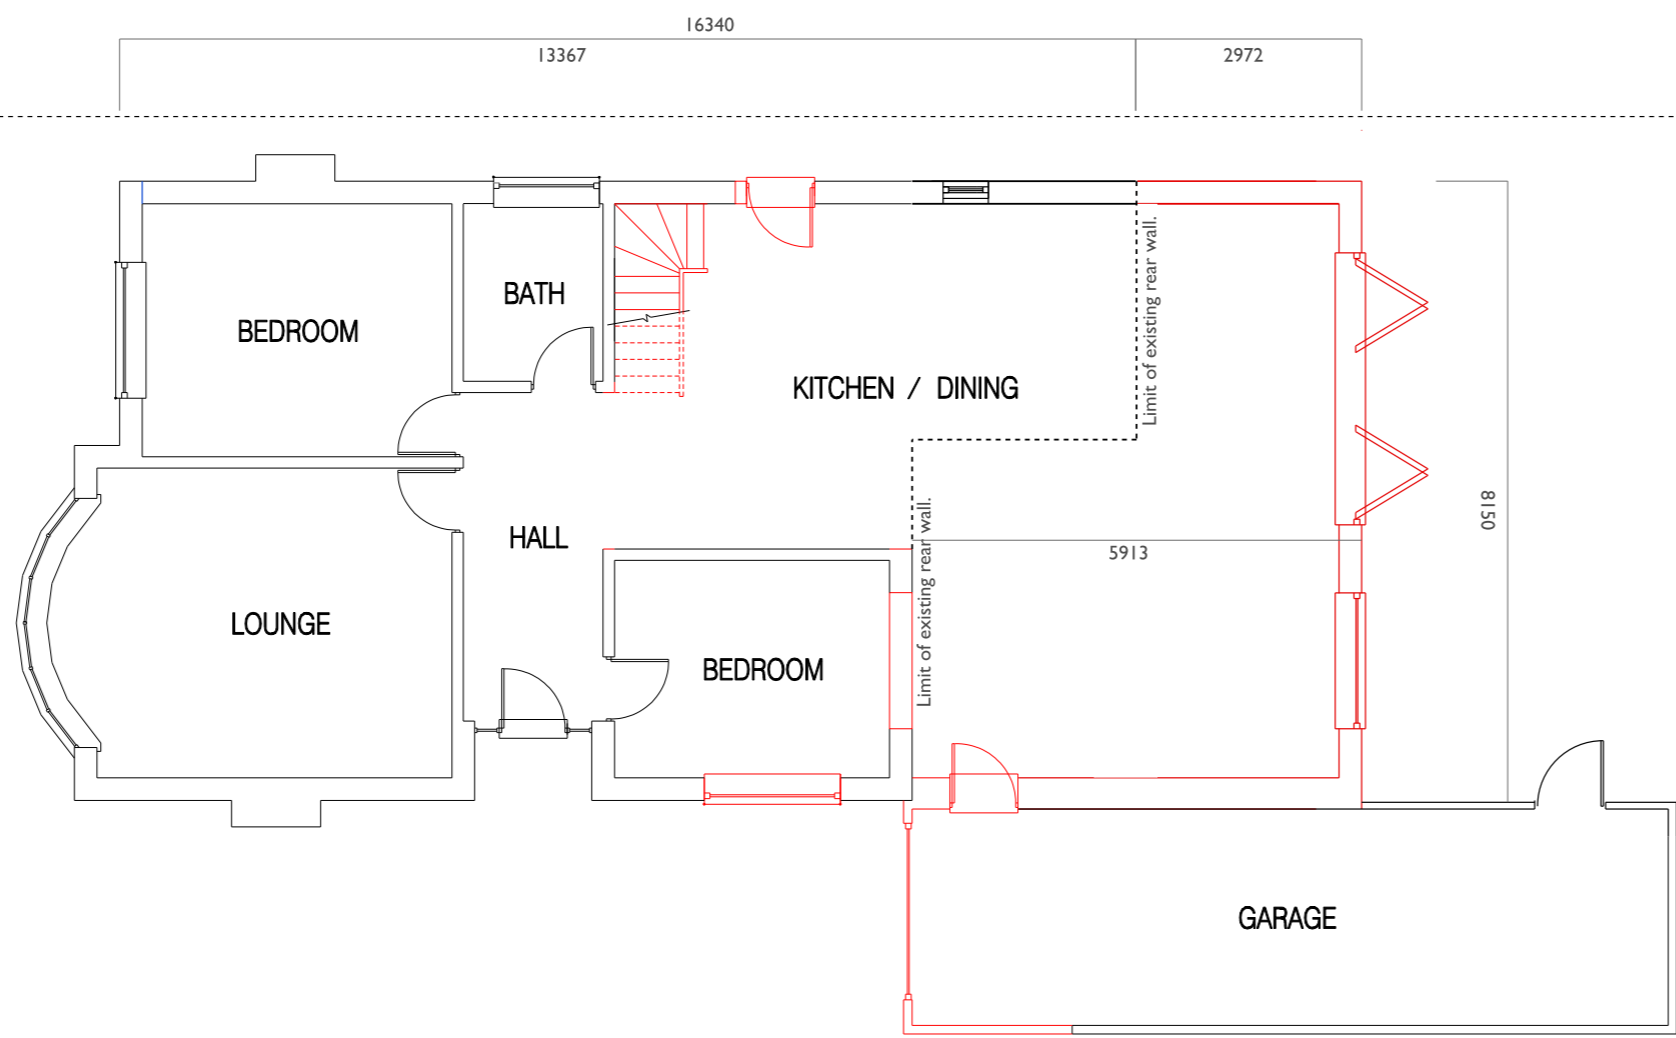 16340
13367
2972
BEDROOM
BATH
Limit of existing rear wall.
KITCHEN / DINING
8150
HALL
5913
Limit of existing rear wall.
LOUNGE
BEDROOM
GARAGE